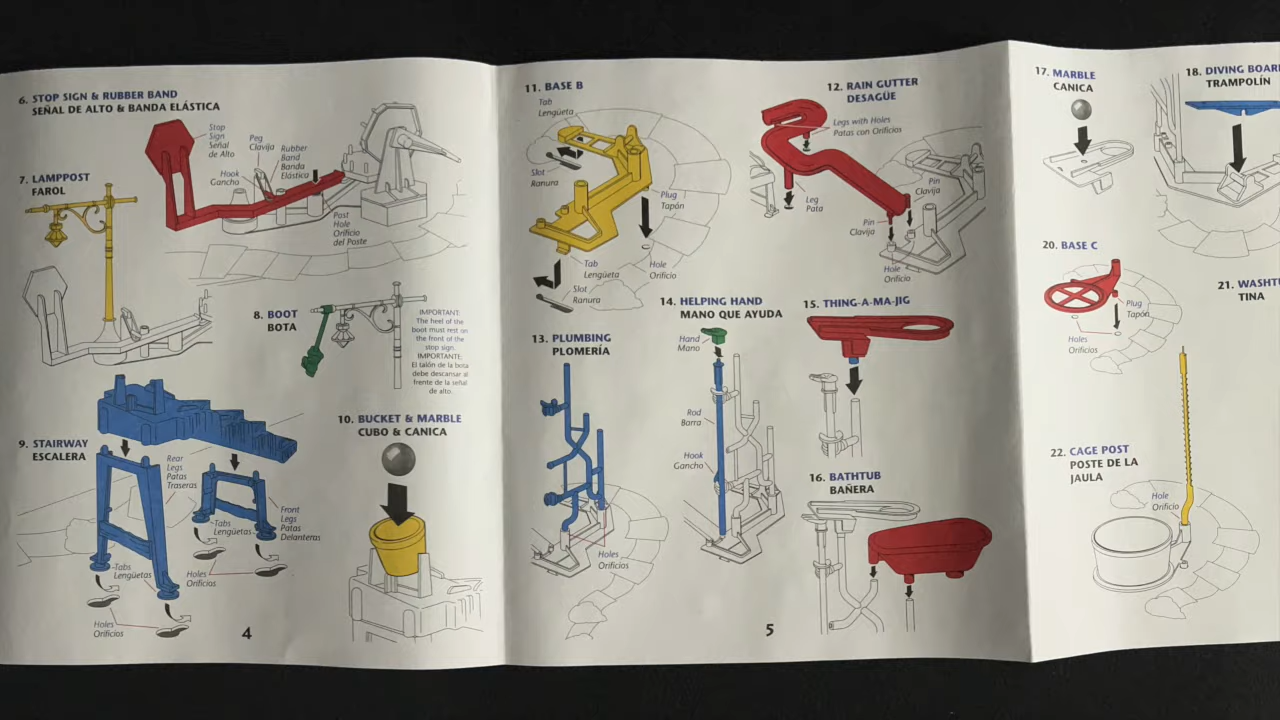 6. STOP SIGN & RUBBER BAND
SEÑAL DE ALTO & BANDA ELÁSTICA
Stop
Sign
Señal
de Alto
Peg
Clavija
Rubber
Band
Banda
Elástica
Hook
Gancho
Post
Hole
Orificio
del Poste
7. LAMPPOST
FAROL
8. BOOT
BOTA
IMPORTANT:
The heel of the
boot must rest on
the front of the
stop sign.
IMPORTANTE:
El talón de la bota
debe descansar al
frente de la señal
de alto.
9. STAIRWAY
ESCALERA
Rear
Legs
Patas
Traseras
Front
Legs
Patas
Delanteras
Tabs
Lengüetas
Tabs
Lengüetas
Holes
Orificios
Holes
Orificios
10. BUCKET & MARBLE
CUBO & CANICA
4
11. BASE B
Tab
Lengüeta
Slot
Ranura
Plug
Tapón
Tab
Lengüeta
Hole
Orificio
Slot
Ranura
12. RAIN GUTTER
DESAGÜE
Legs with Holes
Patas con Orificios
Leg
Pata
Pin
Clavija
Pin
Clavija
Hole
Orificio
13. PLUMBING
PLOMERÍA
Holes
Orificios
14. HELPING HAND
MANO QUE AYUDA
Hand
Mano
Rod
Barra
Hook
Gancho
15. THING-A-MA-JIG
16. BATHTUB
BAÑERA
5
17. MARBLE
CANICA
18. DIVING BOAR
TRAMPOLÍN
20. BASE C
Plug
Tapón
Holes
Orificios
21. WASHTU
TINA
22. CAGE POST
POSTE DE LA
JAULA
Hole
Orificio